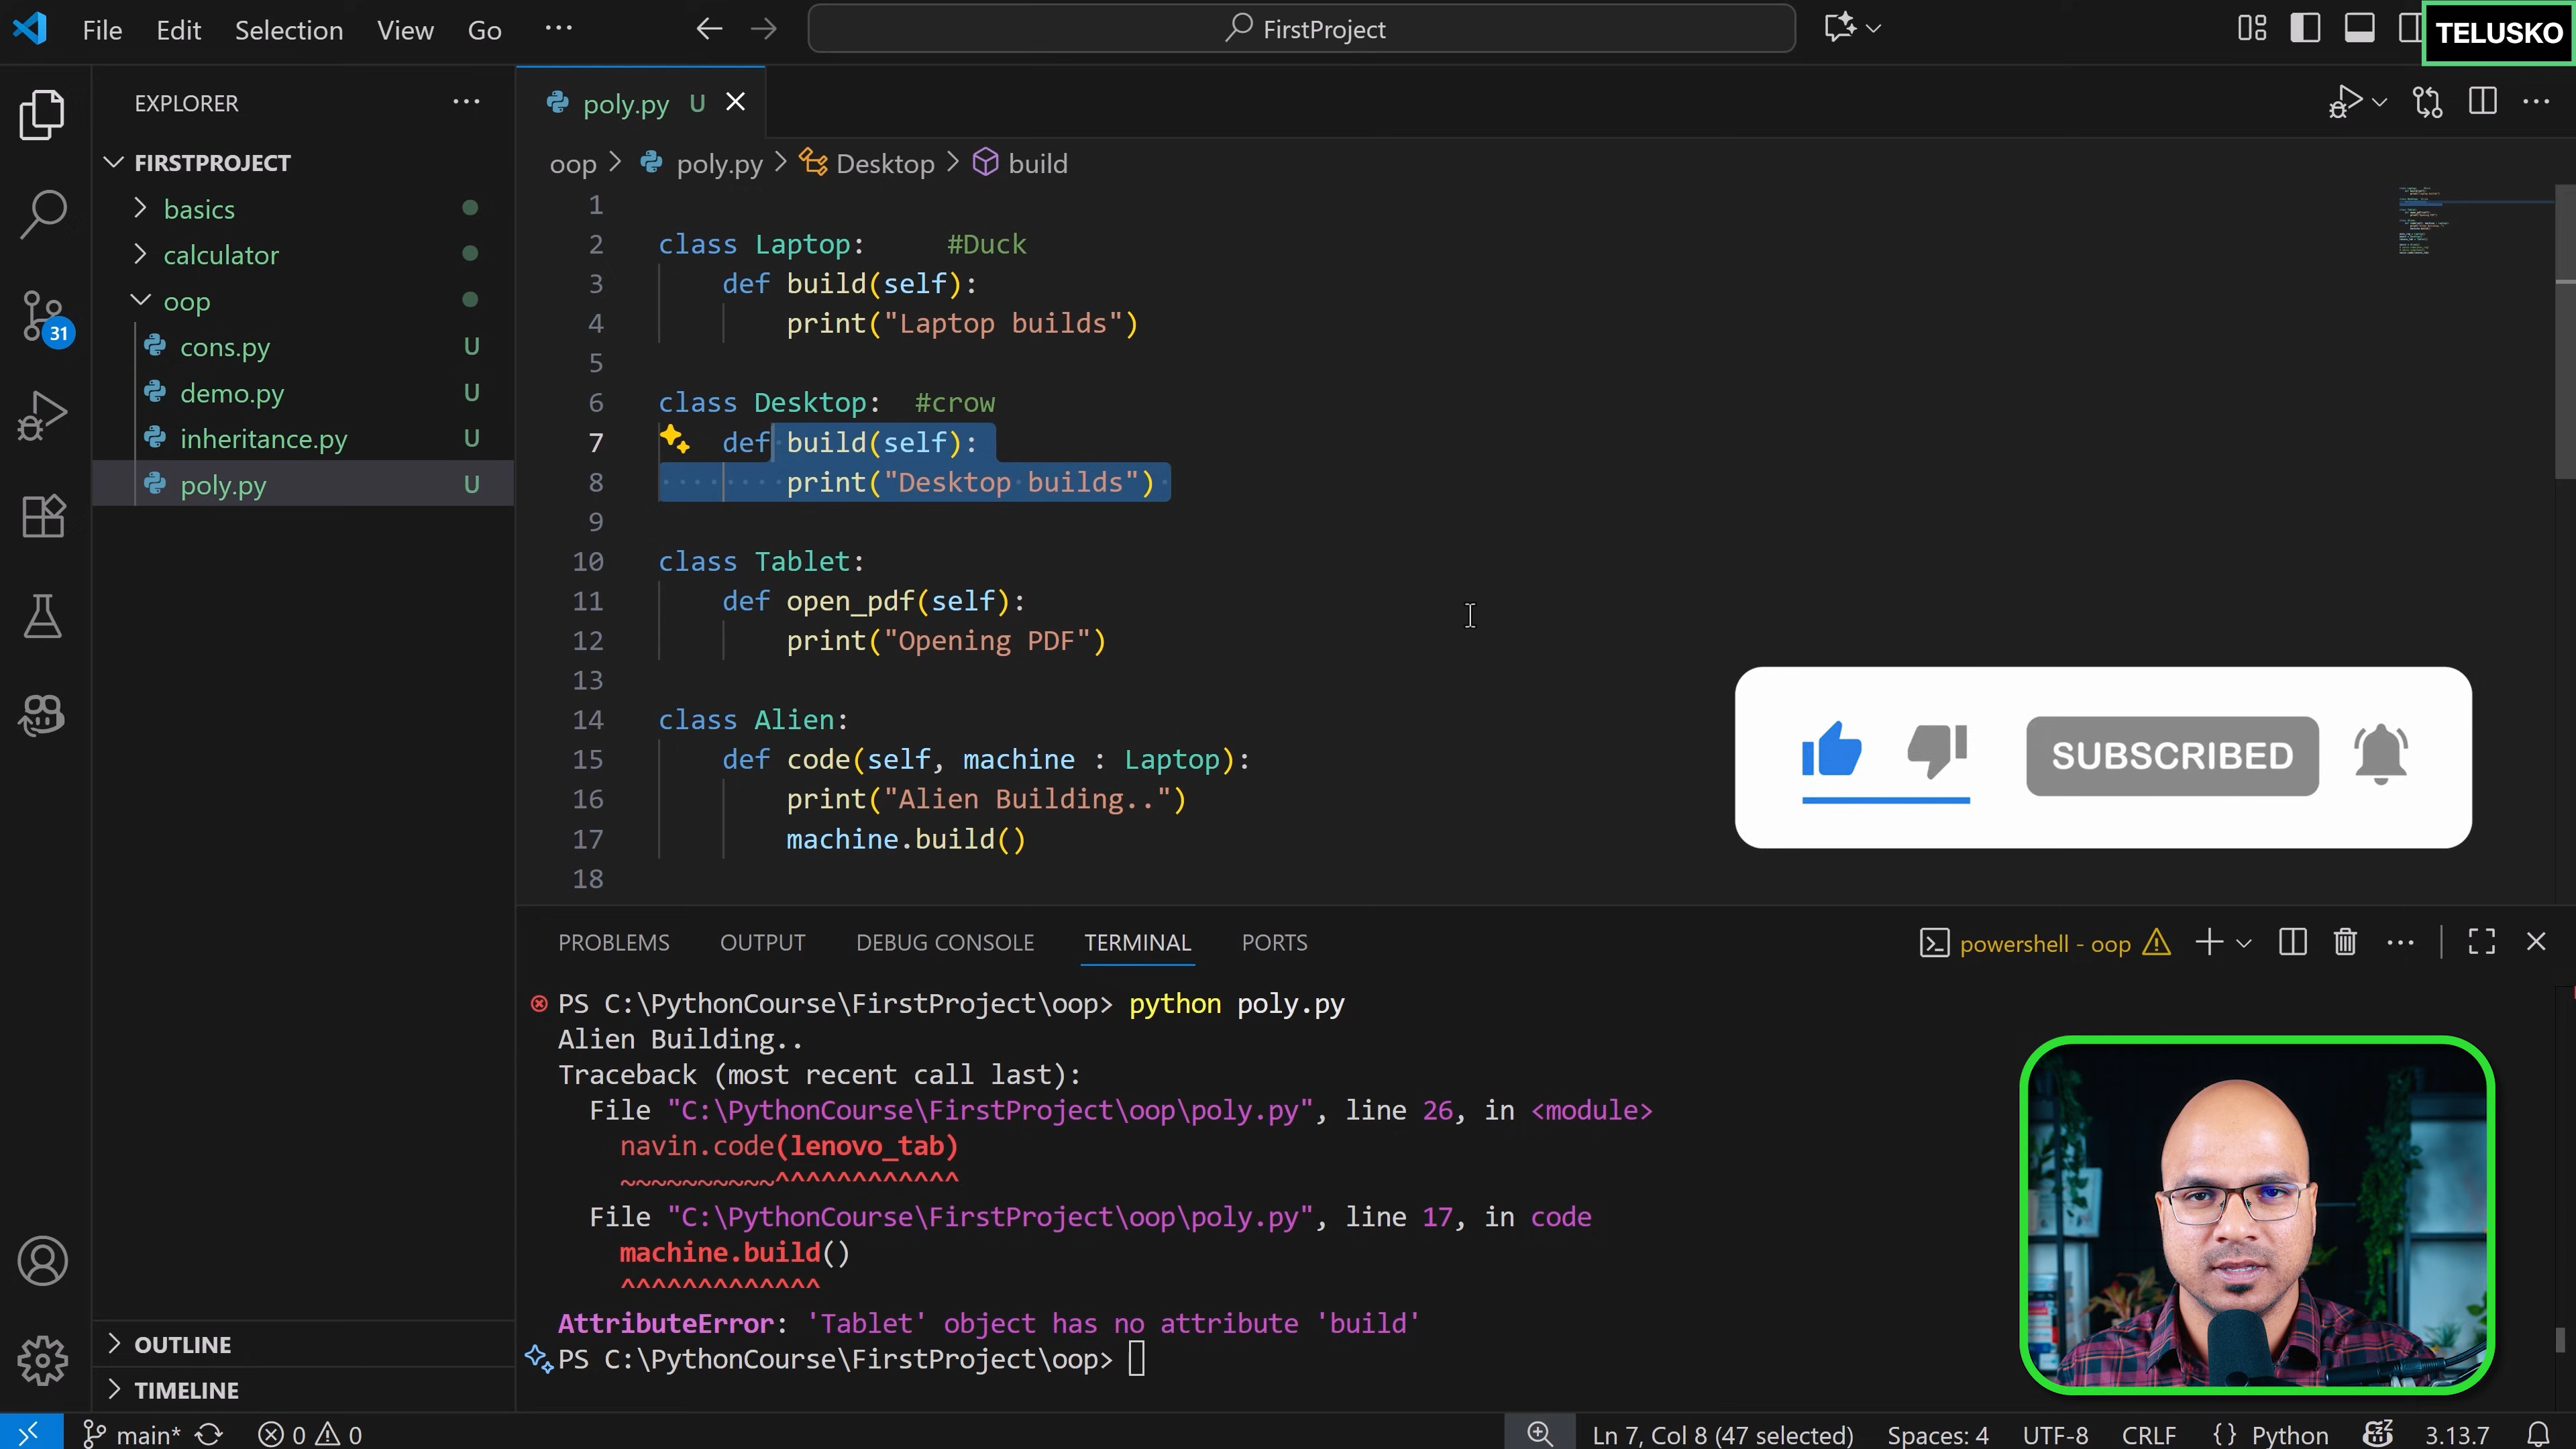 File Edit Selection View Go ··· FirstProject TELUSKO
EXPLORER
FIRSTPROJECT
basics
calculator
oop
cons.py U
demo.py U
inheritance.py U
poly.py U
OUTLINE
TIMELINE
31
poly.py U
oop > poly.py > Desktop > build
1
2 class Laptop: #Duck
3 def build(self):
4 print("Laptop builds")
5
6 class Desktop: #crow
7 def build(self):
8 print("Desktop builds")
9
10 class Tablet:
11 def open_pdf(self):
12 print("Opening PDF")
13
14 class Alien:
15 def code(self, machine : Laptop):
16 print("Alien Building..")
17 machine.build()
18
SUBSCRIBED
PROBLEMS OUTPUT DEBUG CONSOLE TERMINAL PORTS powershell - oop
PS C:\PythonCourse\FirstProject\oop> python poly.py
Alien Building..
Traceback (most recent call last):
File "C:\PythonCourse\FirstProject\oop\poly.py", line 26, in <module>
navin.code(lenovo_tab)
~~~~~~~~~~^^^^^^^^^^^^
File "C:\PythonCourse\FirstProject\oop\poly.py", line 17, in code
machine.build()
^^^^^^^^^^^^^
AttributeError: 'Tablet' object has no attribute 'build'
PS C:\PythonCourse\FirstProject\oop>
main* 0 0 Ln 7, Col 8 (47 selected) Spaces: 4 UTF-8 CRLF {} Python 3.13.7